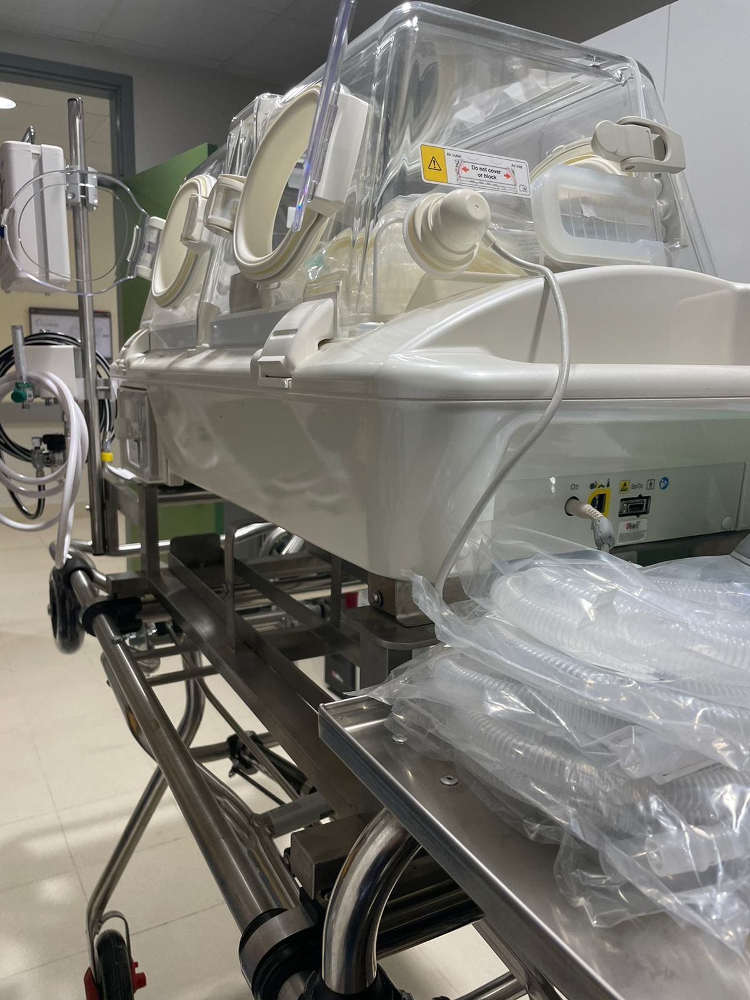 Air outlet
Air inlet
Do not cover
or block
O2
SpO2